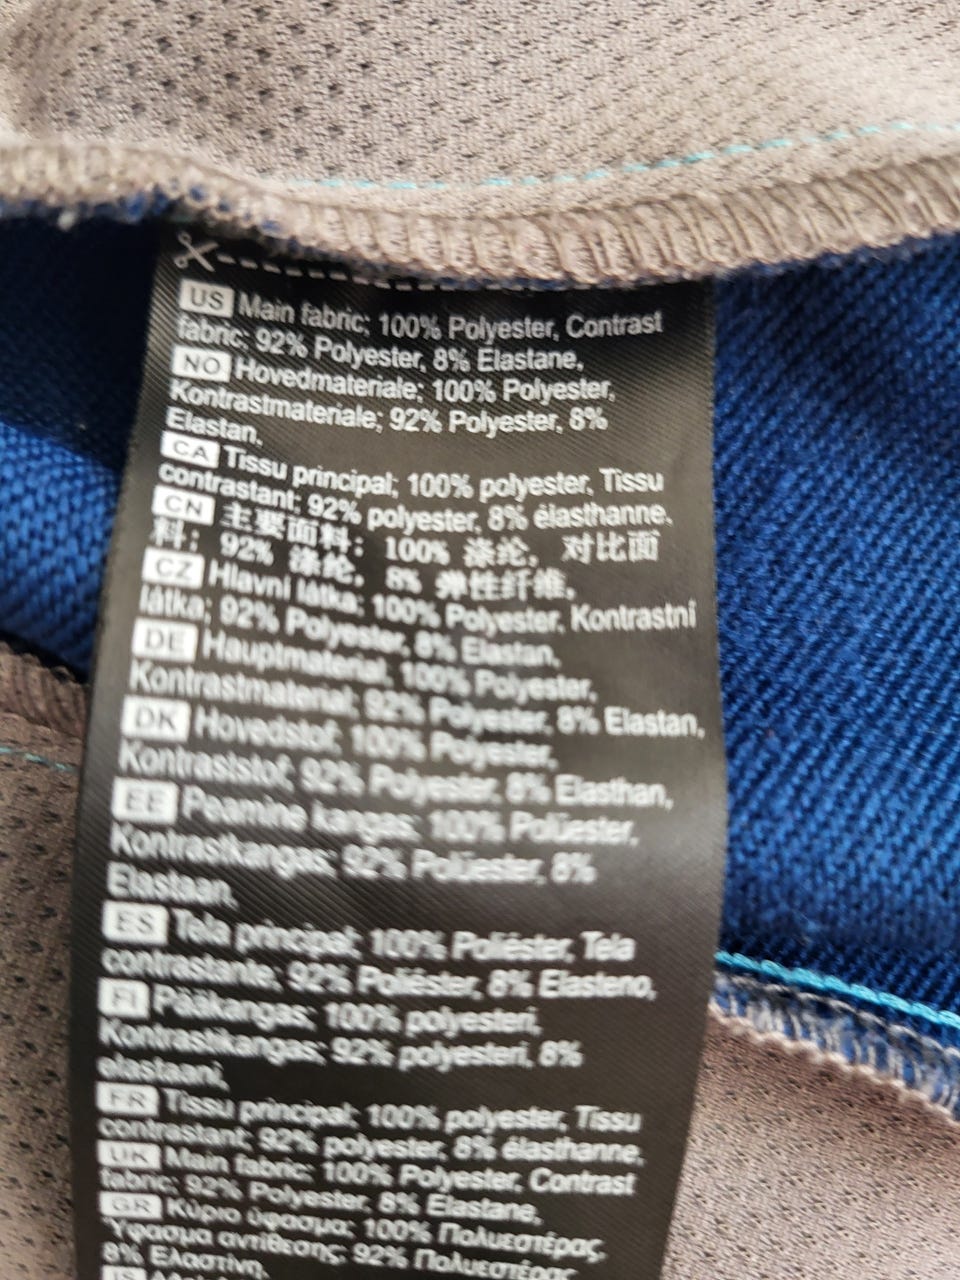 US Main fabric; 100% Polyester, Contrast
fabric; 92% Polyester, 8% Elastane,
NO Hovedmateriale; 100% Polyester,
Kontrastmateriale; 92% Polyester, 8%
Elastan.
CA Tissu principal; 100% polyester, Tissu
contrastant; 92% polyester, 8% élasthanne.
CN 主要面料: 100% 涤纶, 对比面
料: 92% 涤纶, 8% 弹性纤维,
CZ Hlavní látka; 100% Polyester, Kontrastní
látka; 92% Polyester, 8% Elastan.
DE Hauptmaterial, 100% Polyester,
Kontrastmaterial; 92% Polyester, 8% Elastan,
DK Hovedstof; 100% Polyester,
Kontraststof; 92% Polyester, 8% Elasthan,
EE Peamine kangas; 100% Polüester,
Kontrastkangas; 92% Polüester, 8%
Elastaan.
ES Tela principal; 100% Poliéster, Tela
contrastante, 92% Poliéster, 8% Elasteno,
FI Pääkangas; 100% polyesteri,
Kontrastikangas; 92% polyesteri, 8%
elastaani,
FR Tissu principal; 100% polyester, Tissu
contrastant; 92% polyester, 8% élasthanne,
UK Main fabric; 100% Polyester, Contrast
fabric; 92% Polyester, 8% Elastane,
GR Κύριο ύφασμα; 100% Πολυεστέρας,
Ύφασμα αντίθεσης; 92% Πολυεστέρας
8% Ελαστίνη.
IS